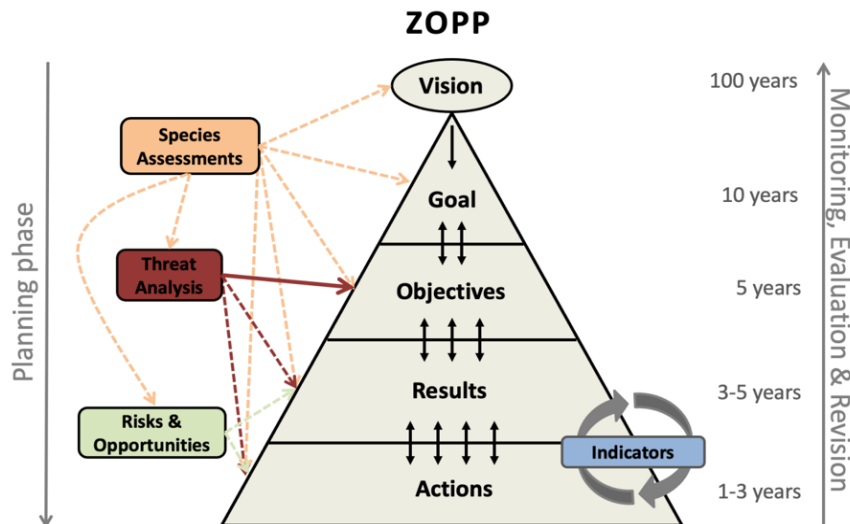 ZOPP
Vision
100 years
Species
Assessments
Goal
10 years
Threat
Analysis
Objectives
5 years
Results
3-5 years
Risks &
Opportunities
Indicators
Actions
1-3 years
Planning phase
Monitoring, Evaluation & Revision